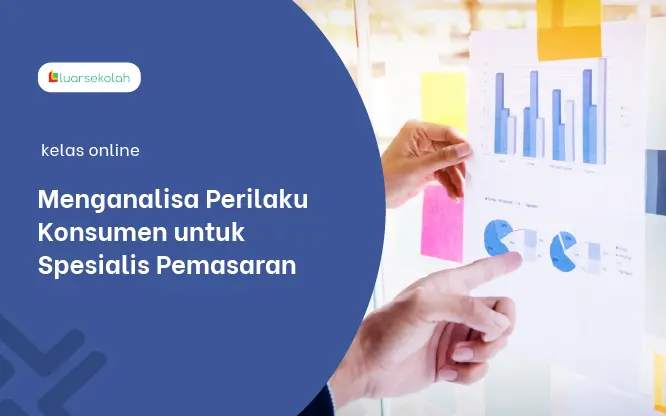 luarsekolah
kelas online
Menganalisa Perilaku
Konsumen untuk
Spesialis Pemasaran